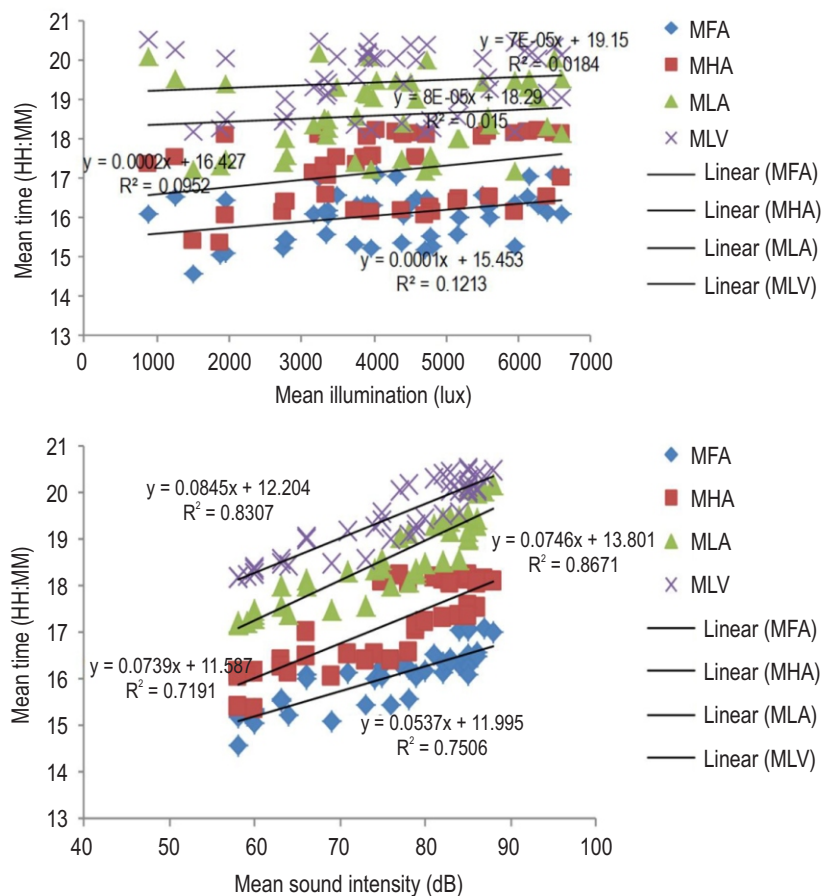 21
20
19
18
17
16
15
14
13
Mean time (HH:MM)
y = 7E-05x + 19.15
R² = 0.0184
y = 8E-05x + 18.29
R² = 0.015
y = 0.0002x + 16.427
R² = 0.0952
y = 0.0001x + 15.453
R² = 0.1213
0 1000 2000 3000 4000 5000 6000 7000
Mean illumination (lux)
MFA
MHA
MLA
MLV
Linear (MFA)
Linear (MHA)
Linear (MLA)
Linear (MLV)
21
20
19
18
17
16
15
14
13
Mean time (HH:MM)
y = 0.0845x + 12.204
R² = 0.8307
y = 0.0746x + 13.801
R² = 0.8671
y = 0.0739x + 11.587
R² = 0.7191
y = 0.0537x + 11.995
R² = 0.7506
40 50 60 70 80 90 100
Mean sound intensity (dB)
MFA
MHA
MLA
MLV
Linear (MFA)
Linear (MHA)
Linear (MLA)
Linear (MLV)